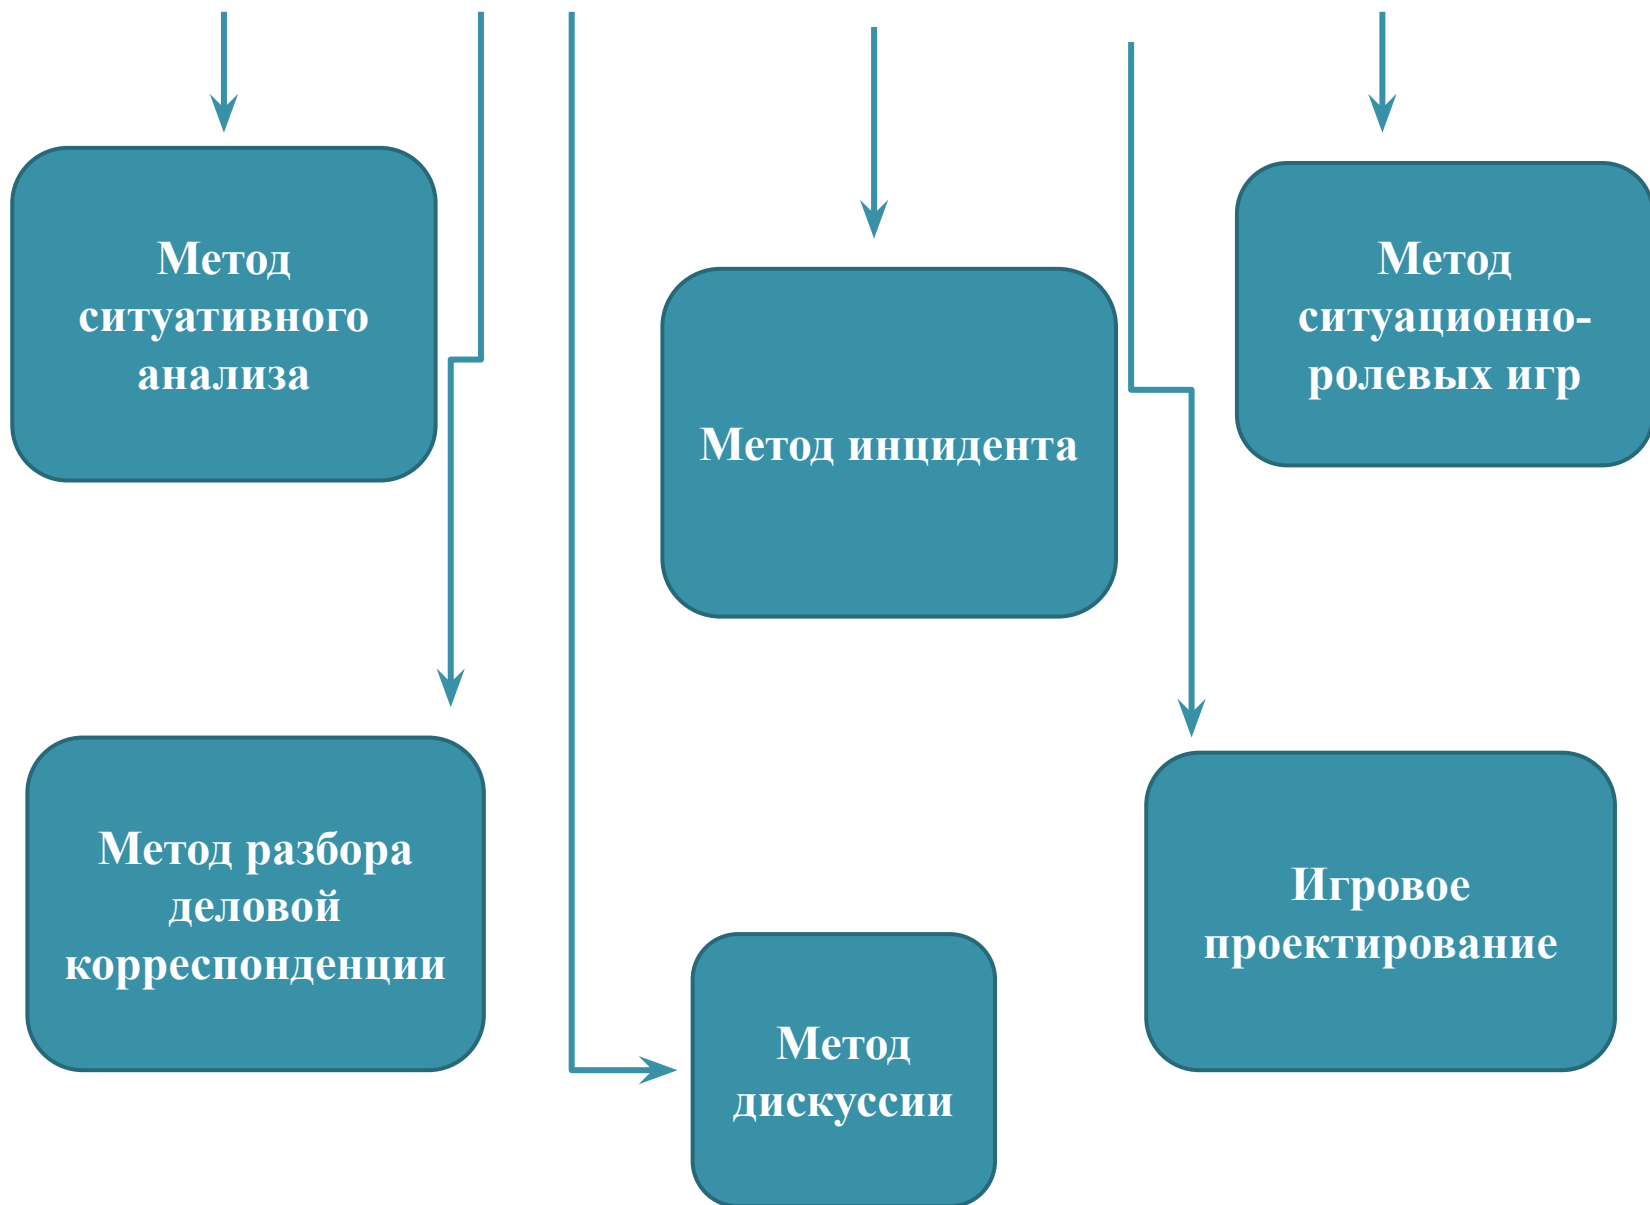 Метод
ситуативного
анализа
Метод инцидента
Метод
ситуационно-
ролевых игр
Метод разбора
деловой
корреспонденции
Метод
дискуссии
Игровое
проектирование